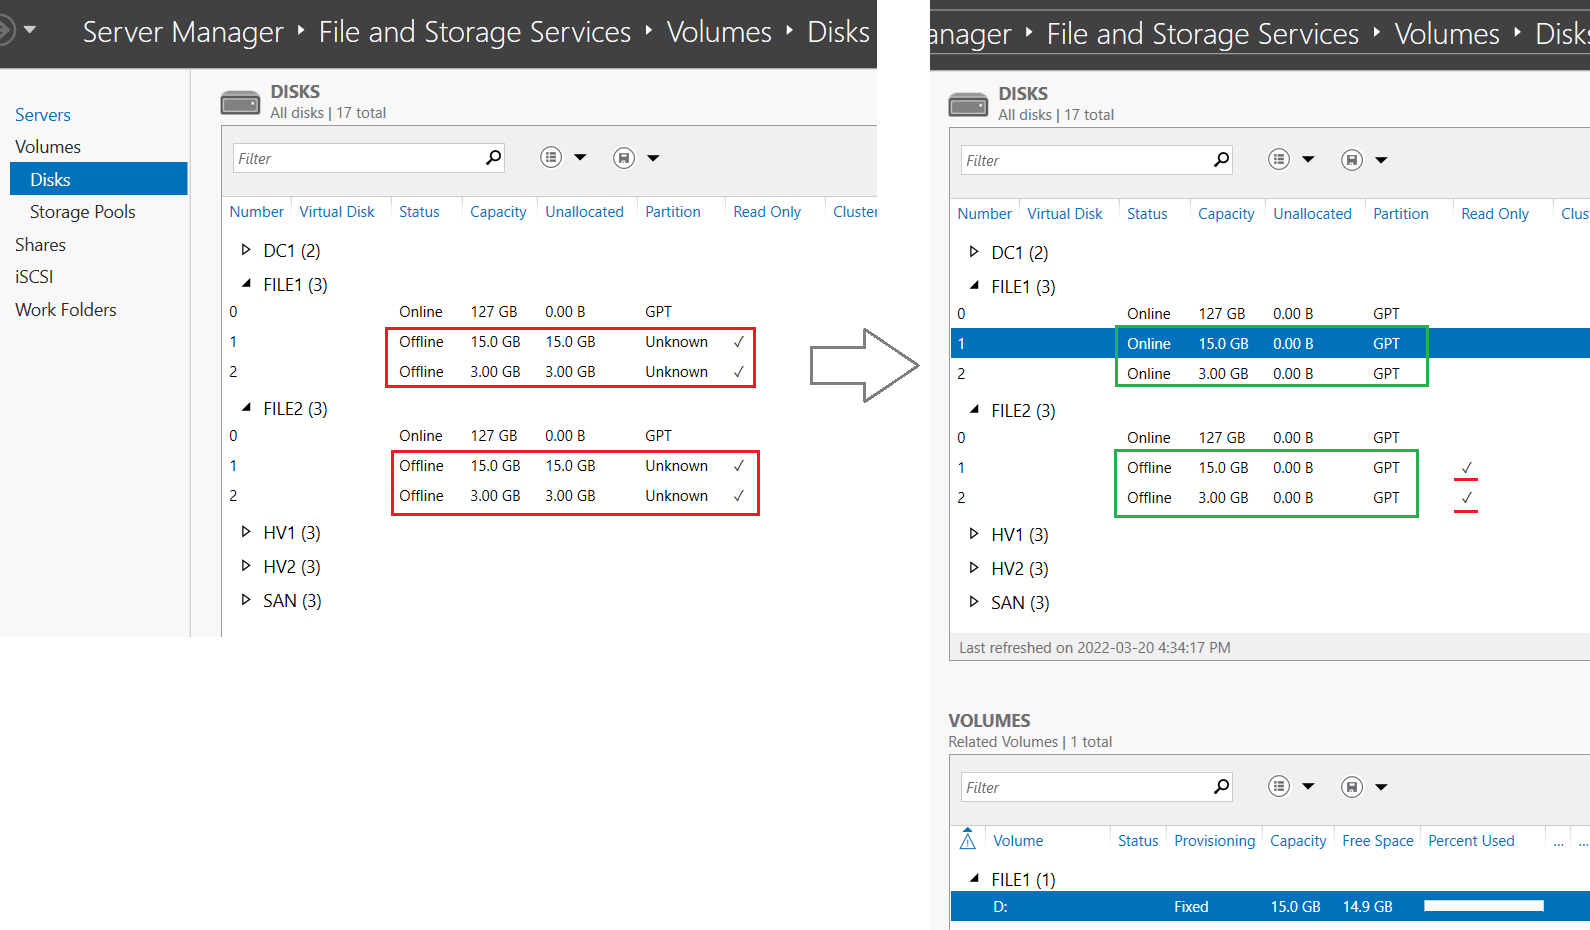 Server Manager ‣ File and Storage Services ‣ Volumes ‣ Disks
Servers
Volumes
Disks
Storage Pools
Shares
iSCSI
Work Folders
DISKS
All disks | 17 total
Filter
Number Virtual Disk Status Capacity Unallocated Partition Read Only Cluster
DC1 (2)
FILE1 (3)
0 Online 127 GB 0.00 B GPT
1 Offline 15.0 GB 15.0 GB Unknown ✓
2 Offline 3.00 GB 3.00 GB Unknown ✓
FILE2 (3)
0 Online 127 GB 0.00 B GPT
1 Offline 15.0 GB 15.0 GB Unknown ✓
2 Offline 3.00 GB 3.00 GB Unknown ✓
HV1 (3)
HV2 (3)
SAN (3)
anager ‣ File and Storage Services ‣ Volumes ‣ Disks
DISKS
All disks | 17 total
Filter
Number Virtual Disk Status Capacity Unallocated Partition Read Only Clus
DC1 (2)
FILE1 (3)
0 Online 127 GB 0.00 B GPT
1 Online 15.0 GB 0.00 B GPT
2 Online 3.00 GB 0.00 B GPT
FILE2 (3)
0 Online 127 GB 0.00 B GPT
1 Offline 15.0 GB 0.00 B GPT ✓
2 Offline 3.00 GB 0.00 B GPT ✓
HV1 (3)
HV2 (3)
SAN (3)
Last refreshed on 2022-03-20 4:34:17 PM
VOLUMES
Related Volumes | 1 total
Filter
Volume Status Provisioning Capacity Free Space Percent Used ... ...
FILE1 (1)
D: Fixed 15.0 GB 14.9 GB